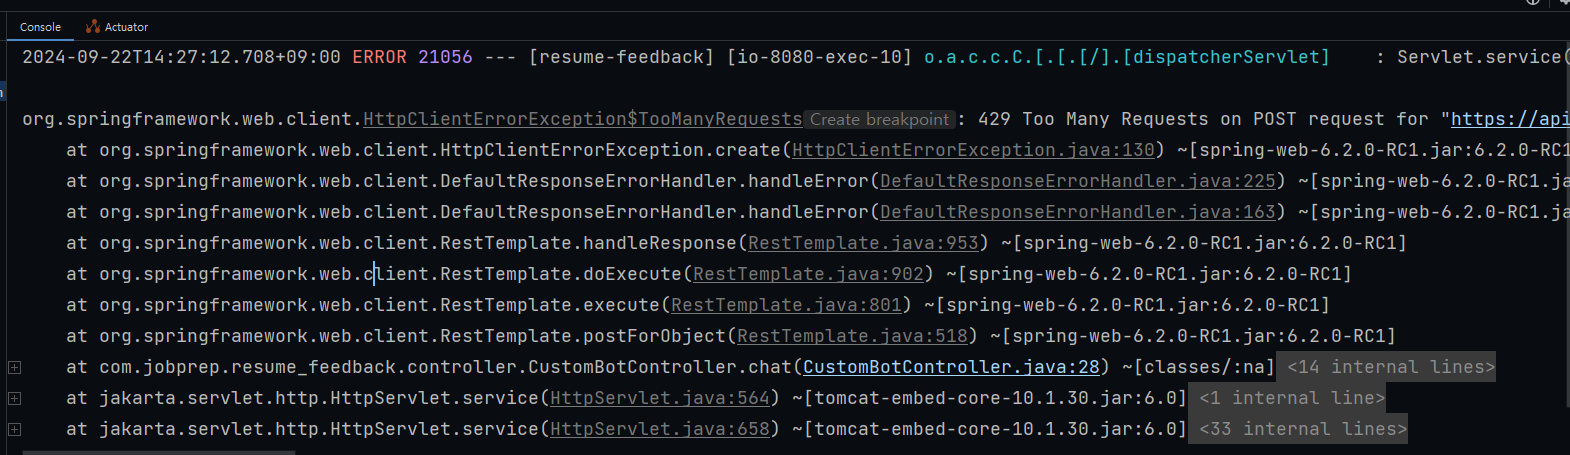 Console
Actuator
2024-09-22T14:27:12.708+09:00 ERROR 21056 --- [resume-feedback] [io-8080-exec-10] o.a.c.c.C.[.[.[/].[dispatcherServlet]    : Servlet.service(
org.springframework.web.client.HttpClientErrorException$TooManyRequests Create breakpoint : 429 Too Many Requests on POST request for "https://api
at org.springframework.web.client.HttpClientErrorException.create(HttpClientErrorException.java:130) ~[spring-web-6.2.0-RC1.jar:6.2.0-RC1
at org.springframework.web.client.DefaultResponseErrorHandler.handleError(DefaultResponseErrorHandler.java:225) ~[spring-web-6.2.0-RC1.ja
at org.springframework.web.client.DefaultResponseErrorHandler.handleError(DefaultResponseErrorHandler.java:163) ~[spring-web-6.2.0-RC1.ja
at org.springframework.web.client.RestTemplate.handleResponse(RestTemplate.java:953) ~[spring-web-6.2.0-RC1.jar:6.2.0-RC1]
at org.springframework.web.client.RestTemplate.doExecute(RestTemplate.java:902) ~[spring-web-6.2.0-RC1.jar:6.2.0-RC1]
at org.springframework.web.client.RestTemplate.execute(RestTemplate.java:801) ~[spring-web-6.2.0-RC1.jar:6.2.0-RC1]
at org.springframework.web.client.RestTemplate.postForObject(RestTemplate.java:518) ~[spring-web-6.2.0-RC1.jar:6.2.0-RC1]
at com.jobprep.resume_feedback.controller.CustomBotController.chat(CustomBotController.java:28) ~[classes/:na] <14 internal lines>
at jakarta.servlet.http.HttpServlet.service(HttpServlet.java:564) ~[tomcat-embed-core-10.1.30.jar:6.0] <1 internal line>
at jakarta.servlet.http.HttpServlet.service(HttpServlet.java:658) ~[tomcat-embed-core-10.1.30.jar:6.0] <33 internal lines>